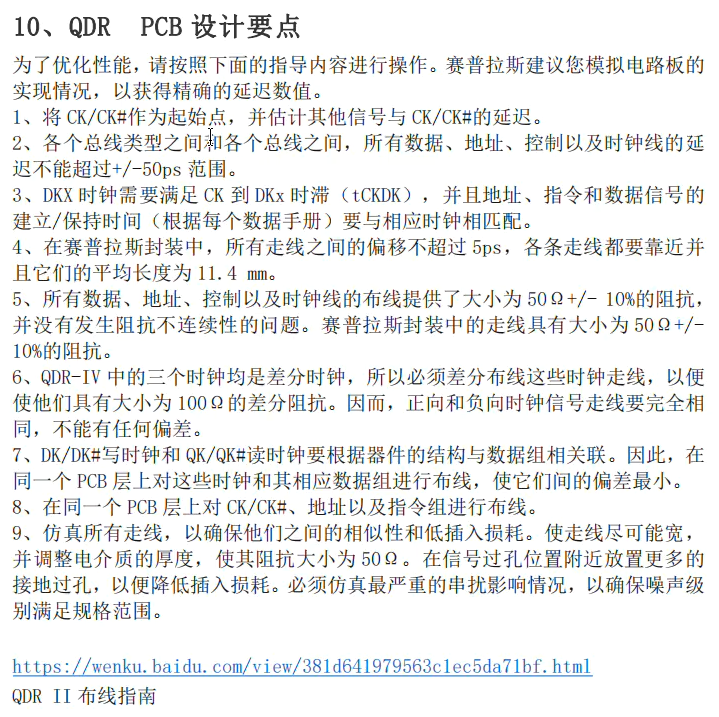 10、QDR  PCB 设计要点
为了优化性能，请按照下面的指导内容进行操作。赛普拉斯建议您模拟电路板的
实现情况，以获得精确的延迟数值。
1、将 CK/CK#作为起始点，并估计其他信号与 CK/CK#的延迟。
2、各个总线类型之间和各个总线之间，所有数据、地址、控制以及时钟线的延
迟不能超过+/-50ps 范围。
3、DKX 时钟需要满足 CK 到 DKx 时滞（tCKDK），并且地址、指令和数据信号的
建立/保持时间（根据每个数据手册）要与相应时钟相匹配。
4、在赛普拉斯封装中，所有走线之间的偏移不超过 5ps，各条走线都要靠近并
且它们的平均长度为 11.4 mm。
5、所有数据、地址、控制以及时钟线的布线提供了大小为 50Ω+/- 10%的阻抗，
并没有发生阻抗不连续性的问题。赛普拉斯封装中的走线具有大小为 50Ω+/-
10%的阻抗。
6、QDR-IV 中的三个时钟均是差分时钟，所以必须差分布线这些时钟走线，以便
使他们具有大小为 100Ω的差分阻抗。因而，正向和负向时钟信号走线要完全相
同，不能有任何偏差。
7、DK/DK#写时钟和 QK/QK#读时钟要根据器件的结构与数据组相关联。因此，在
同一个 PCB 层上对这些时钟和其相应数据组进行布线，使它们间的偏差最小。
8、在同一个 PCB 层上对 CK/CK#、地址以及指令组进行布线。
9、仿真所有走线，以确保他们之间的相似性和低插入损耗。使走线尽可能宽，
并调整电介质的厚度，使其阻抗大小为 50Ω。在信号过孔位置附近放置更多的
接地过孔，以便降低插入损耗。必须仿真最严重的串扰影响情况，以确保噪声级
别满足规格范围。
https://wenku.baidu.com/view/381d641979563c1ec5da71bf.html
QDR II 布线指南